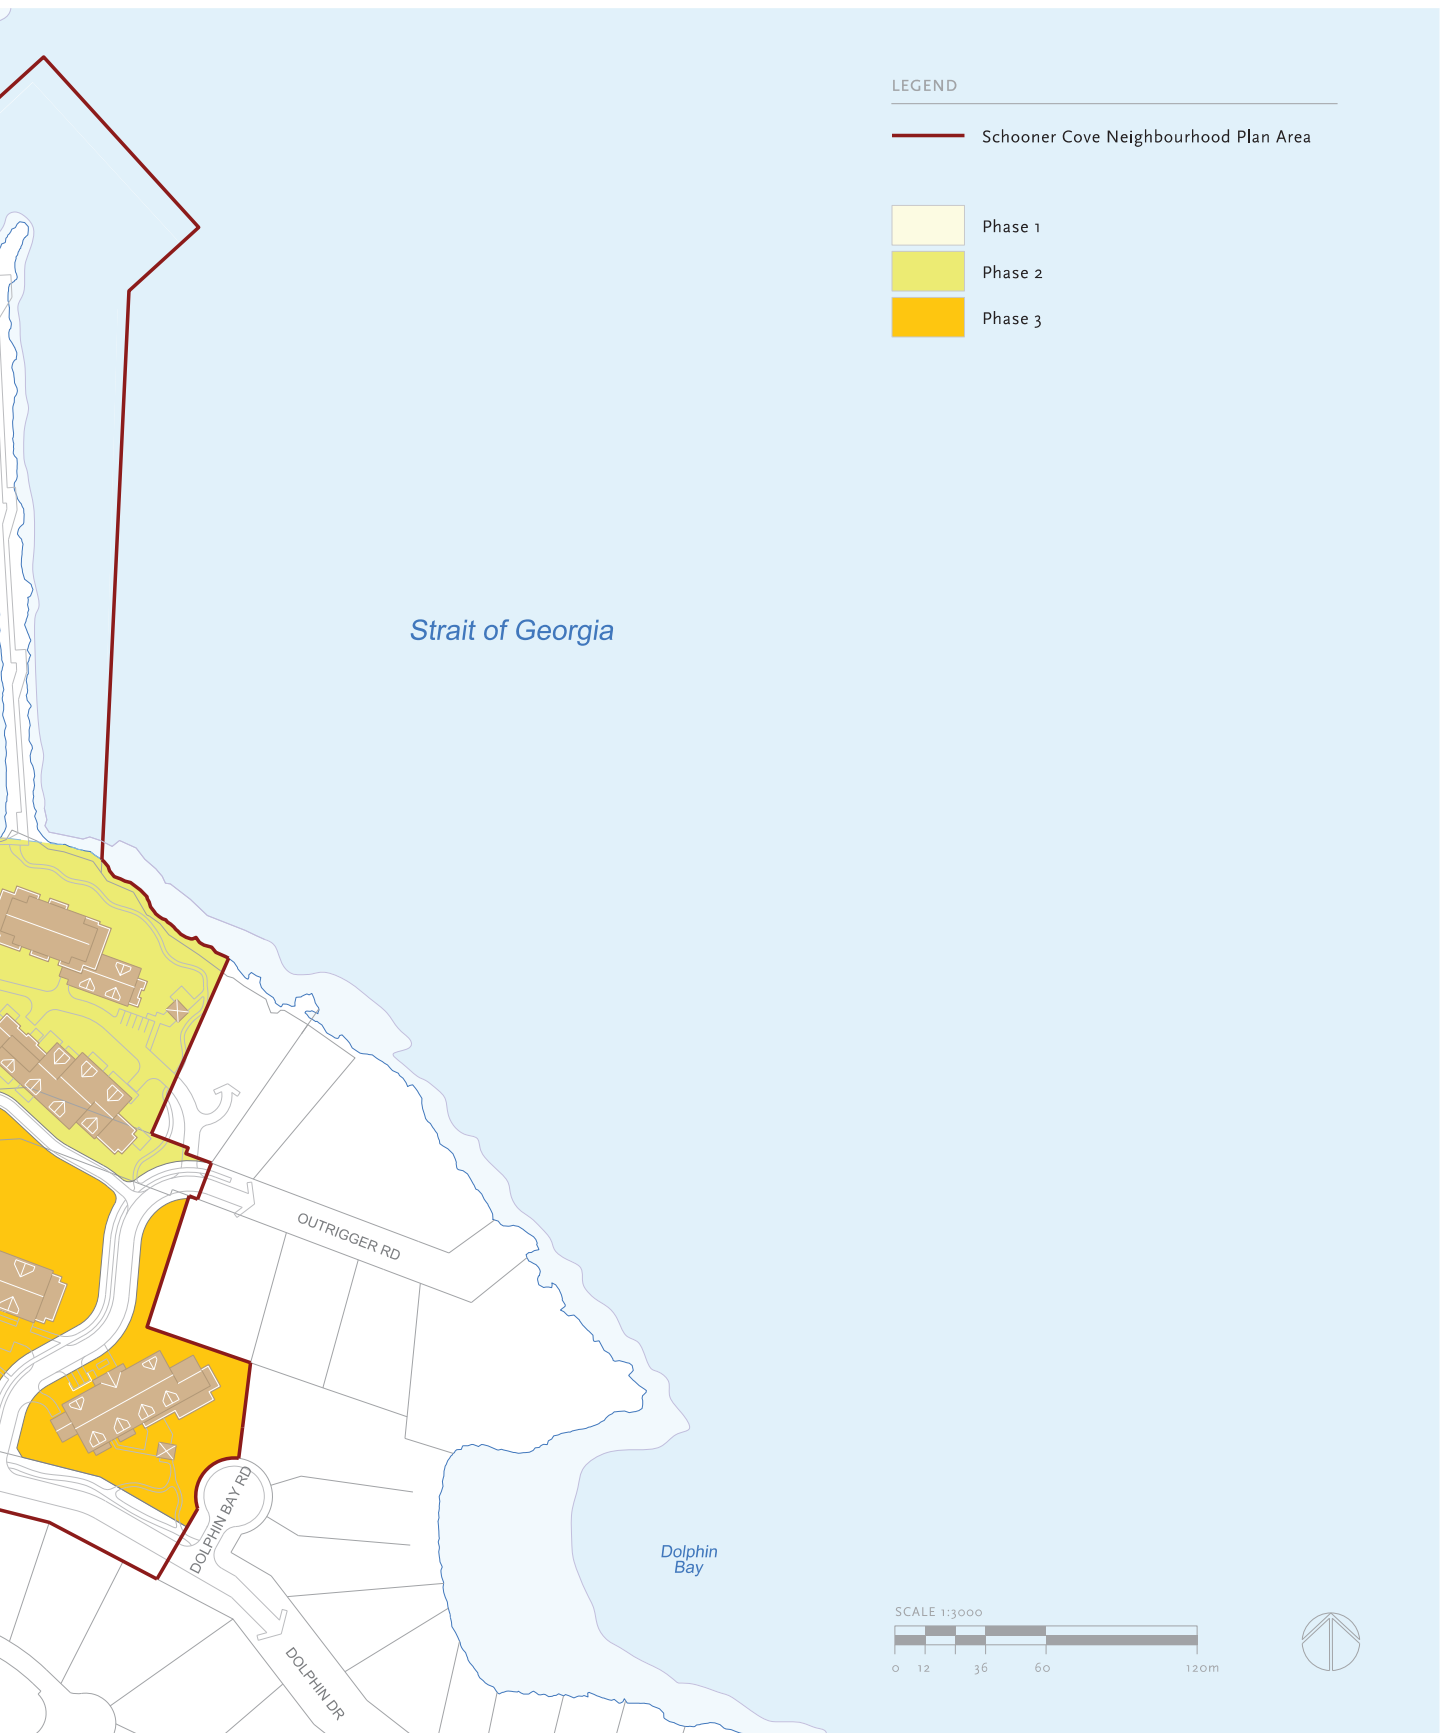 LEGEND
Schooner Cove Neighbourhood Plan Area
Phase 1
Phase 2
Phase 3
Strait of Georgia
OUTRIGGER RD
DOLPHIN BAY RD
Dolphin
Bay
DOLPHIN DR
SCALE 1:3000
0 12 36 60 120m